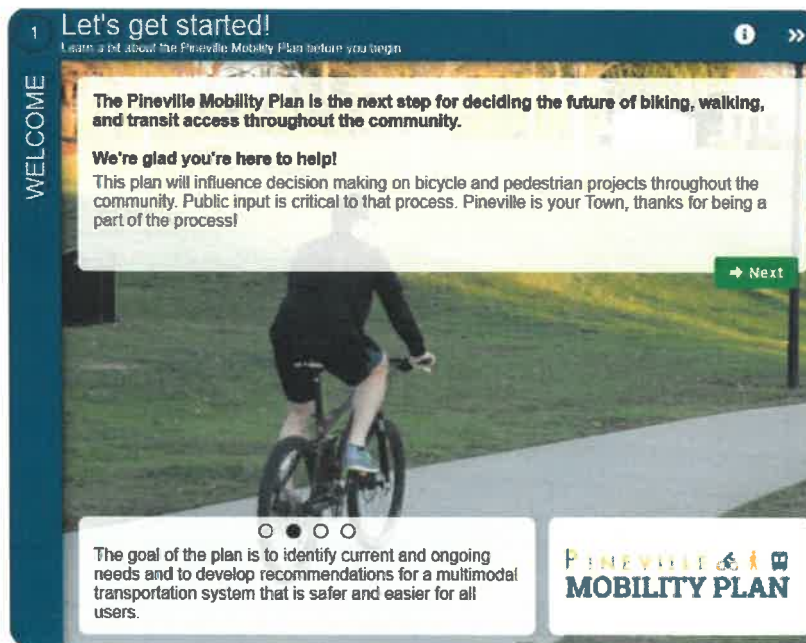 1
Let's get started!
Learn a bit about the Pineville Mobility Plan before you begin
WELCOME
The Pineville Mobility Plan is the next step for deciding the future of biking, walking,
and transit access throughout the community.
We're glad you're here to help!
This plan will influence decision making on bicycle and pedestrian projects throughout the
community. Public input is critical to that process. Pineville is your Town, thanks for being a
part of the process!
Next
The goal of the plan is to identify current and ongoing
needs and to develop recommendations for a multimodal
transportation system that is safer and easier for all
users.
PINEVILLE
MOBILITY PLAN